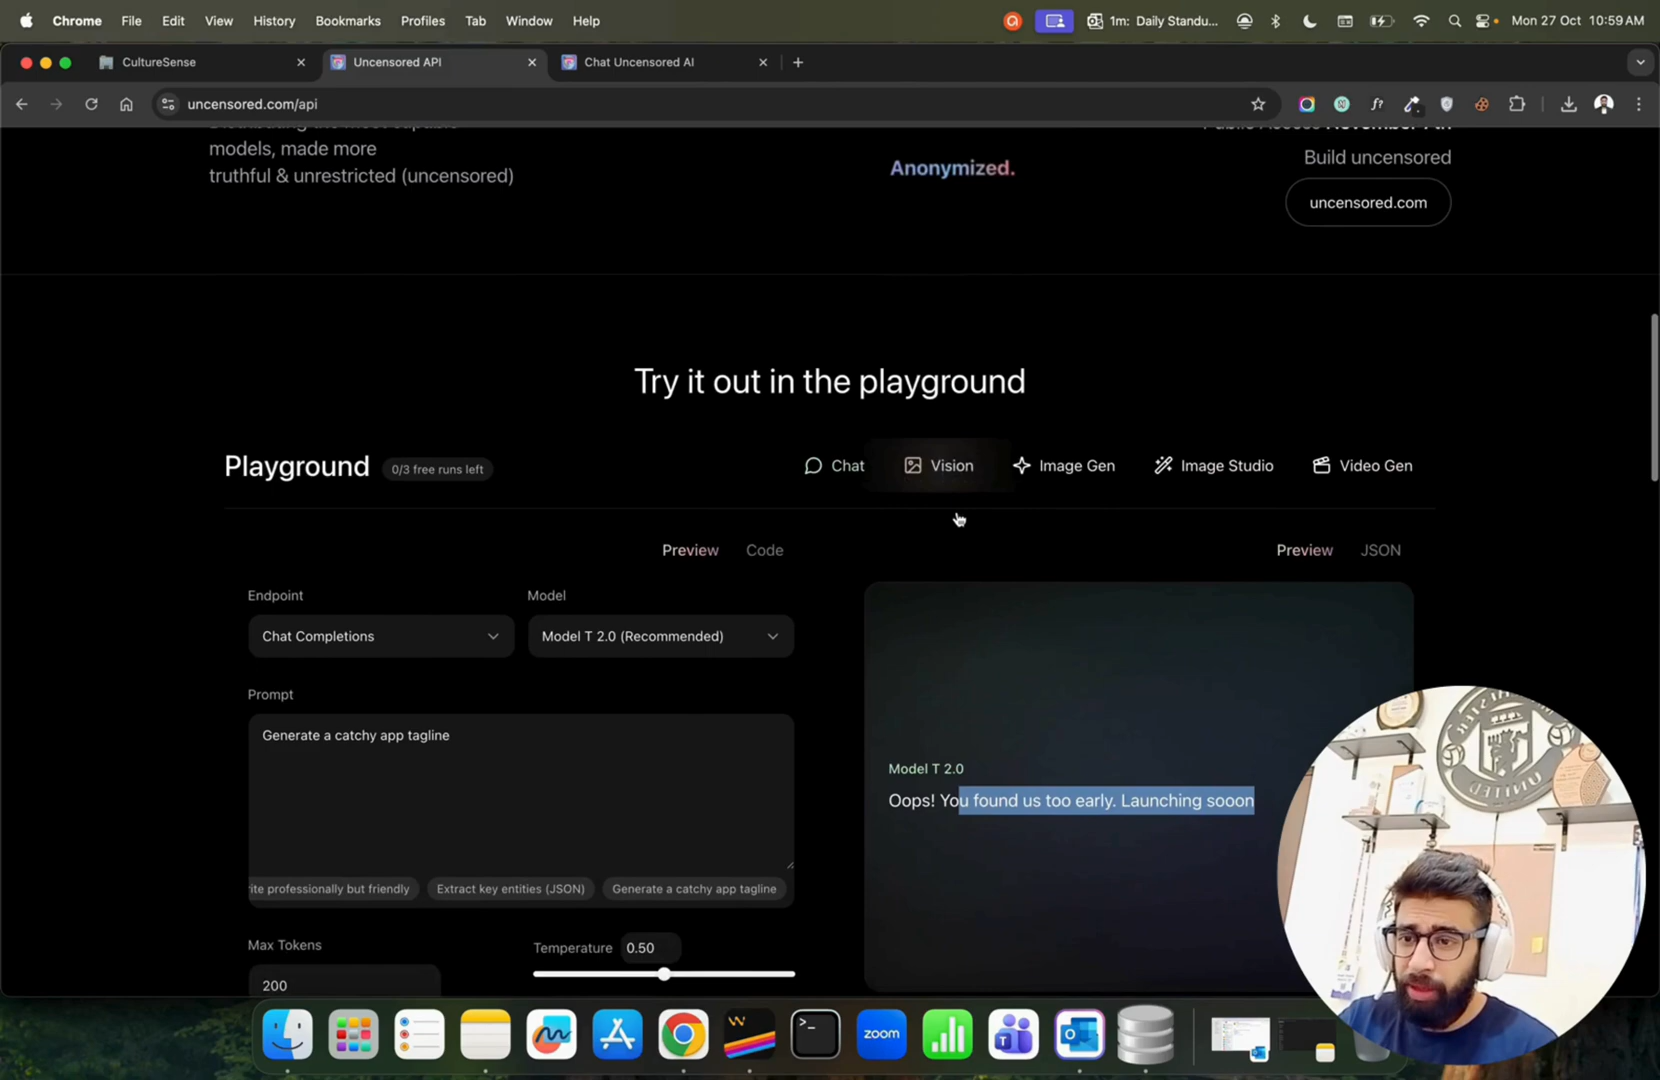 Chrome File Edit View History Bookmarks Profiles Tab Window Help 1m: Daily Standu... Mon 27 Oct 10:59 AM
CultureSense Uncensored API Chat Uncensored AI
uncensored.com/api
models, made more
truthful & unrestricted (uncensored)
Anonymized.
Build uncensored
uncensored.com
Try it out in the playground
Playground 0/3 free runs left Chat Vision Image Gen Image Studio Video Gen
Preview Code Preview JSON
Endpoint Model
Chat Completions Model T 2.0 (Recommended)
Prompt
Generate a catchy app tagline
Model T 2.0
Oops! You found us too early. Launching sooon
ite professionally but friendly Extract key entities (JSON) Generate a catchy app tagline
Max Tokens Temperature 0.50
200
zoom
UNITED